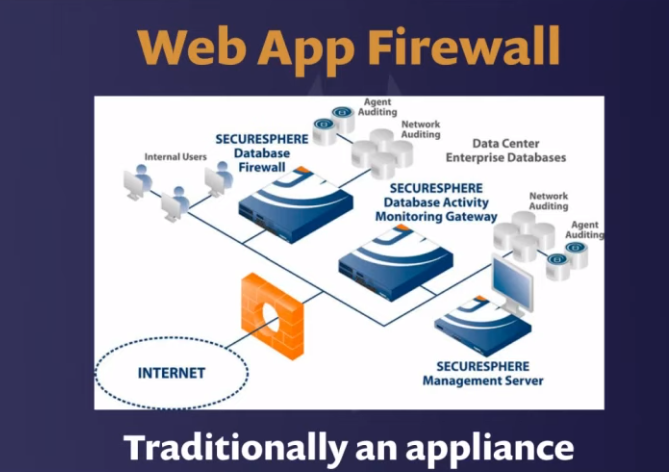 Web App Firewall
Agent
Auditing
Network
Auditing
SECURESPHERE
Database
Firewall
Data Center
Enterprise Databases
Internal Users
SECURESPHERE
Database Activity
Monitoring Gateway
Network
Auditing
Agent
Auditing
INTERNET
SECURESPHERE
Management Server
Traditionally an appliance